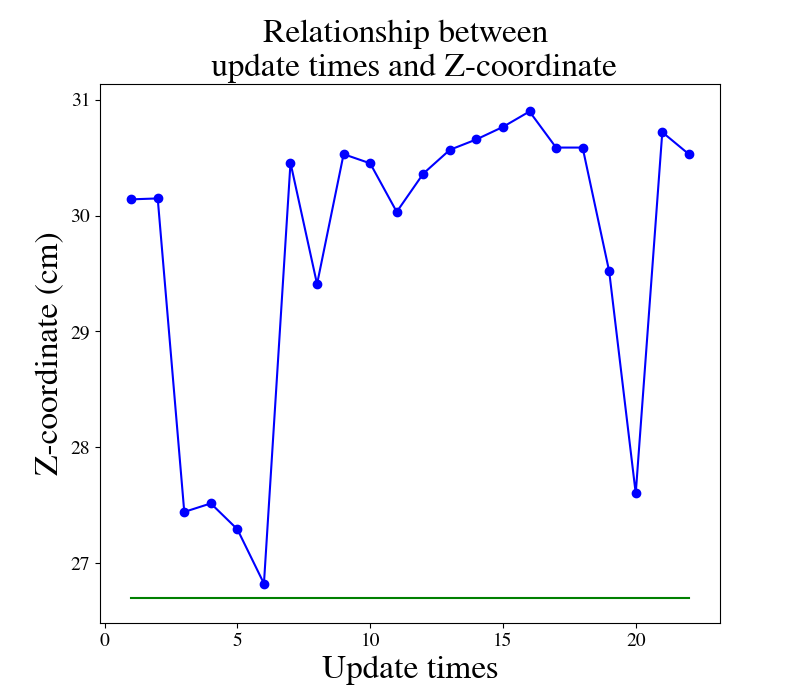 Relationship between
update times and Z-coordinate
Z-coordinate (cm)
31
30
29
28
27
0 5 10 15 20
Update times